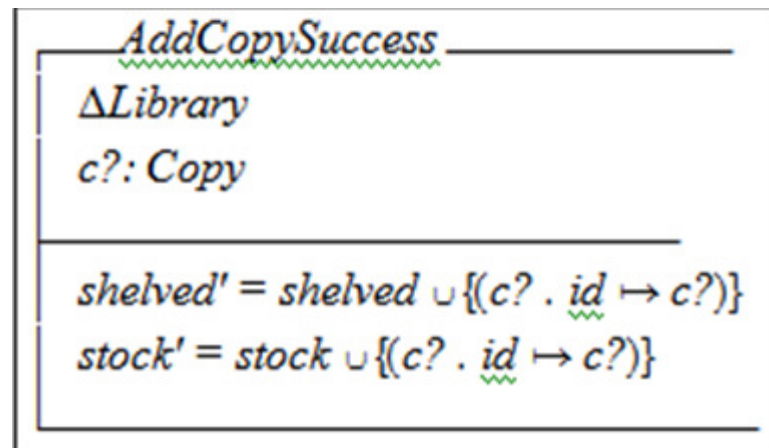 AddCopySuccess
ΔLibrary
c?: Copy
shelved' = shelved ∪ {(c? . id ↦ c?)}
stock' = stock ∪ {(c? . id ↦ c?)}